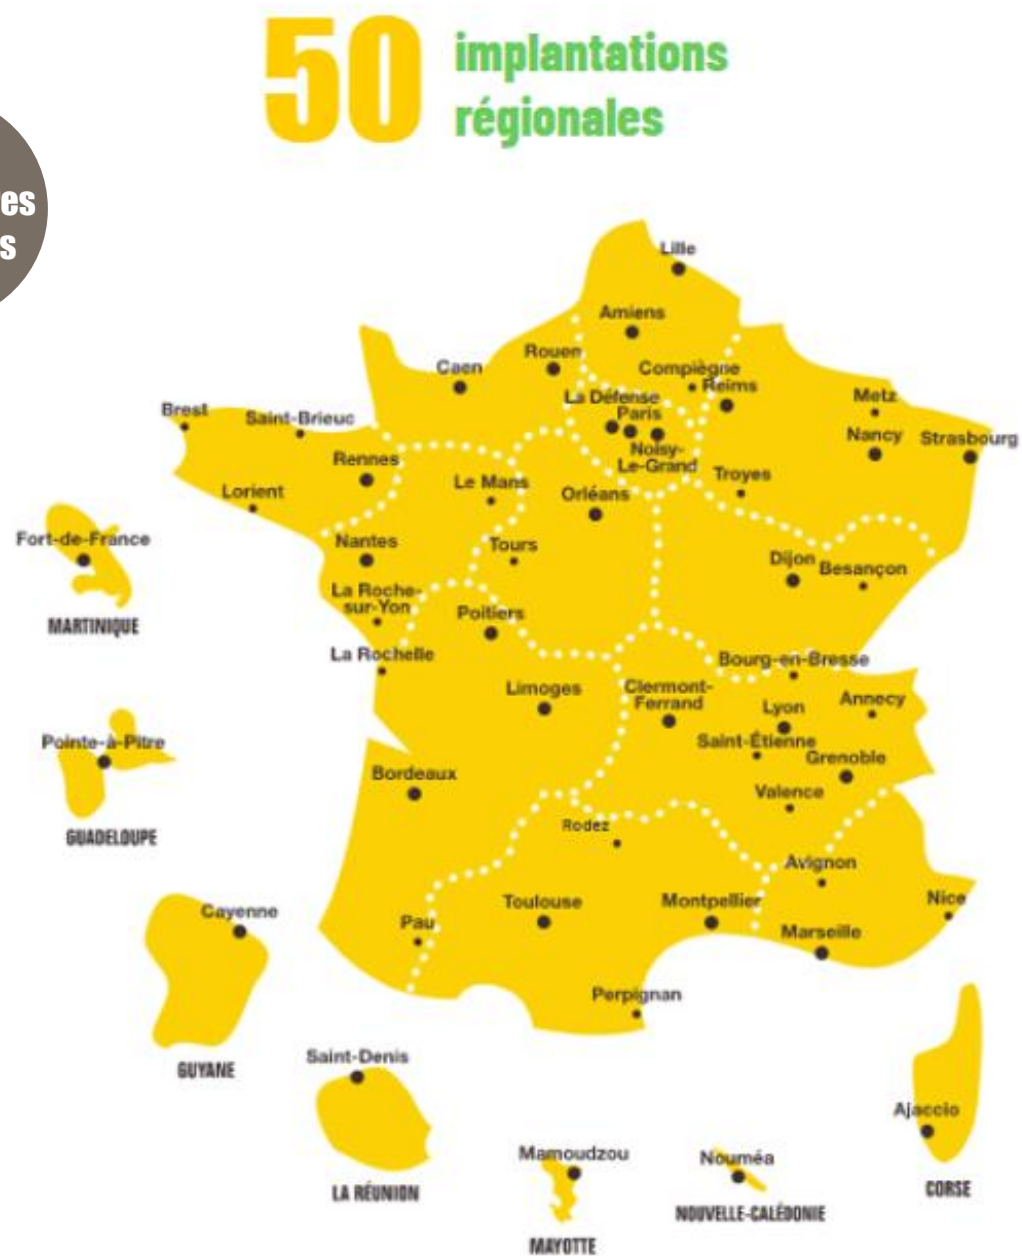 50
implantations
régionales
es
s
Lille
Amiens
Rouen
Caen
Compiègne
La Défense
Reims
Paris
Metz
Brest
Saint-Brieuc
Nancy
Strasbourg
Noisy-
Le-Grand
Rennes
Troyes
Le Mans
Lorient
Orléans
Fort-de-France
Nantes
Tours
Dijon
Besançon
La Roche-
sur-Yon
Poitiers
MARTINIQUE
La Rochelle
Bourg-en-Bresse
Limoges
Clermont-
Ferrand
Annecy
Lyon
Saint-Étienne
Pointe-à-Pitre
Grenoble
Bordeaux
Valence
Rodez
GUADELOUPE
Avignon
Cayenne
Toulouse
Montpellier
Nice
Pau
Marseille
Perpignan
GUYANE
Saint-Denis
Ajaccio
Mamoudzou
Nouméa
LA RÉUNION
CORSE
NOUVELLE-CALÉDONIE
MAYOTTE